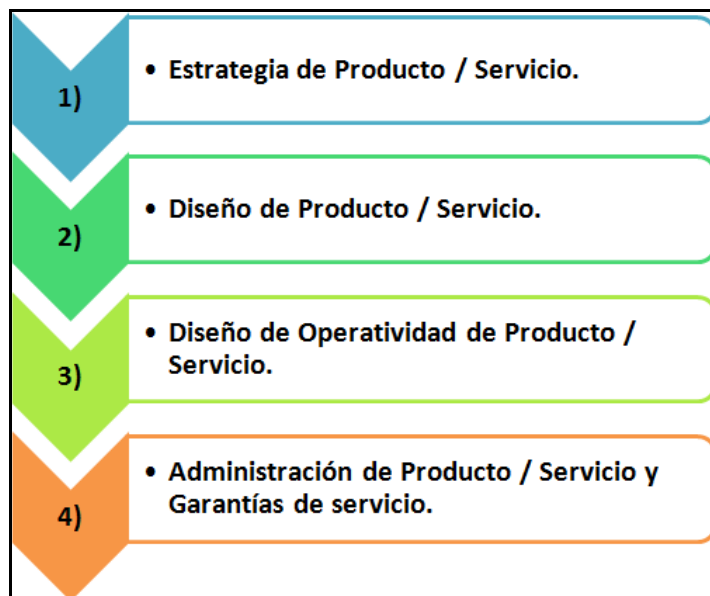 1)
• Estrategia de Producto / Servicio.
2)
• Diseño de Producto / Servicio.
3)
• Diseño de Operatividad de Producto /
Servicio.
4)
• Administración de Producto / Servicio y
Garantías de servicio.